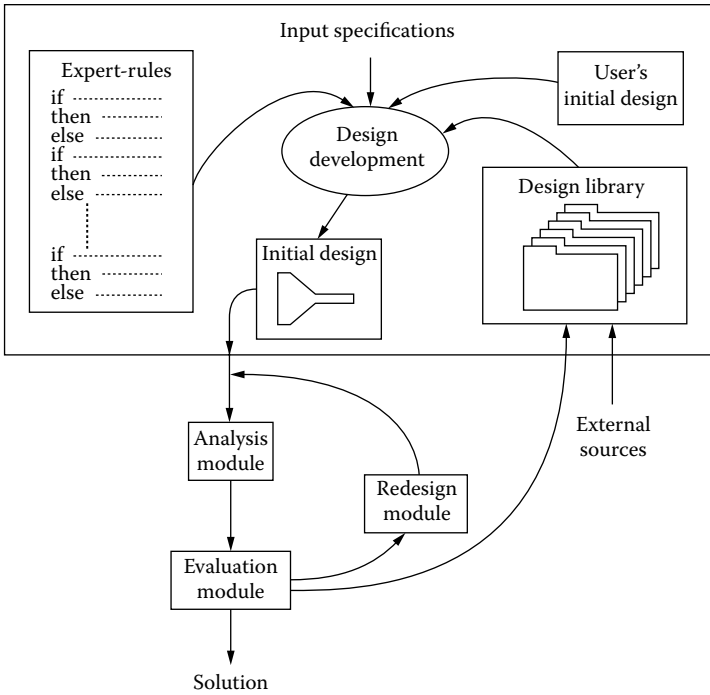 Input specifications
Expert-rules
if
then
else
if
then
else
if
then
else
User's
initial design
Design
development
Design library
Initial design
External
sources
Analysis
module
Redesign
module
Evaluation
module
Solution